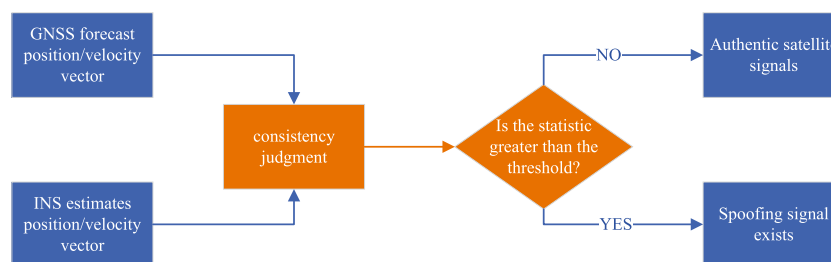 GNSS forecast
position/velocity
vector
INS estimates
position/velocity
vector
consistency
judgment
Is the statistic
greater than the
threshold?
NO
YES
Authentic satellite
signals
Spoofing signal
exists